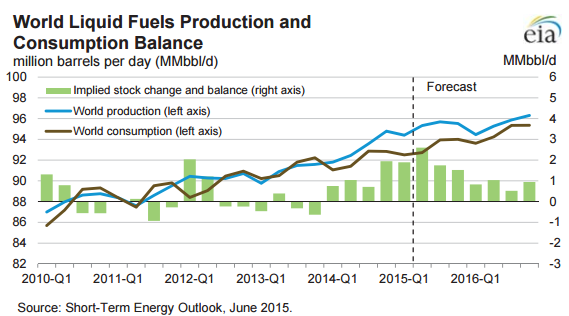 World Liquid Fuels Production and
Consumption Balance
million barrels per day (MMbbl/d)
eia
MMbbl/d
100
98
96
94
92
90
88
86
84
82
6
5
4
3
2
1
0
-1
-2
-3
Forecast
Implied stock change and balance (right axis)
World production (left axis)
World consumption (left axis)
2010-Q1
2011-Q1
2012-Q1
2013-Q1
2014-Q1
2015-Q1
2016-Q1
Source: Short-Term Energy Outlook, June 2015.